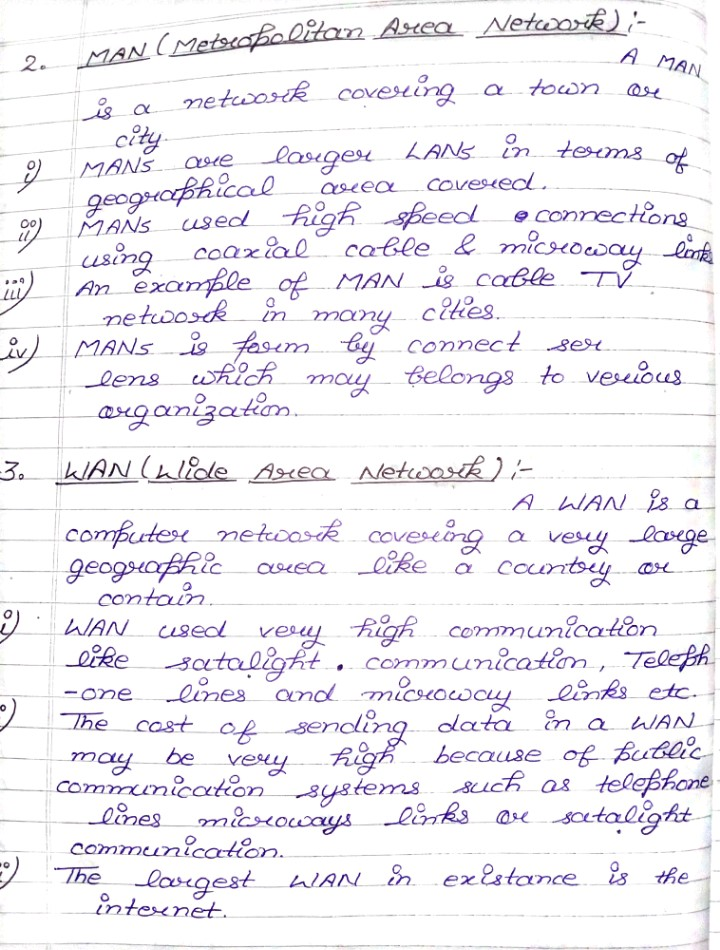 2. MAN (Metropolitan Area Network) :-
A MAN
is a network covering a town or
city.
i) MANs are larger LANs in terms of
geographical area covered.
ii) MANs used high speed connections
using coaxial cable & microway link
iii) An example of MAN is cable TV
network in many cities.
iv) MANs is form by connect ser
lens which may belongs to verious
organization.
3. WAN (Wide Area Network) :-
A WAN is a
computer network covering a very large
geographic area like a country or
contain.
i) WAN used very high communication
like satalight. communication, Teleph
-one lines and microway links etc.
) The cost of sending data in a WAN
may be very high because of public
communication systems such as telephone
lines microways links or satalight
communication.
) The largest WAN in existance is the
internet.